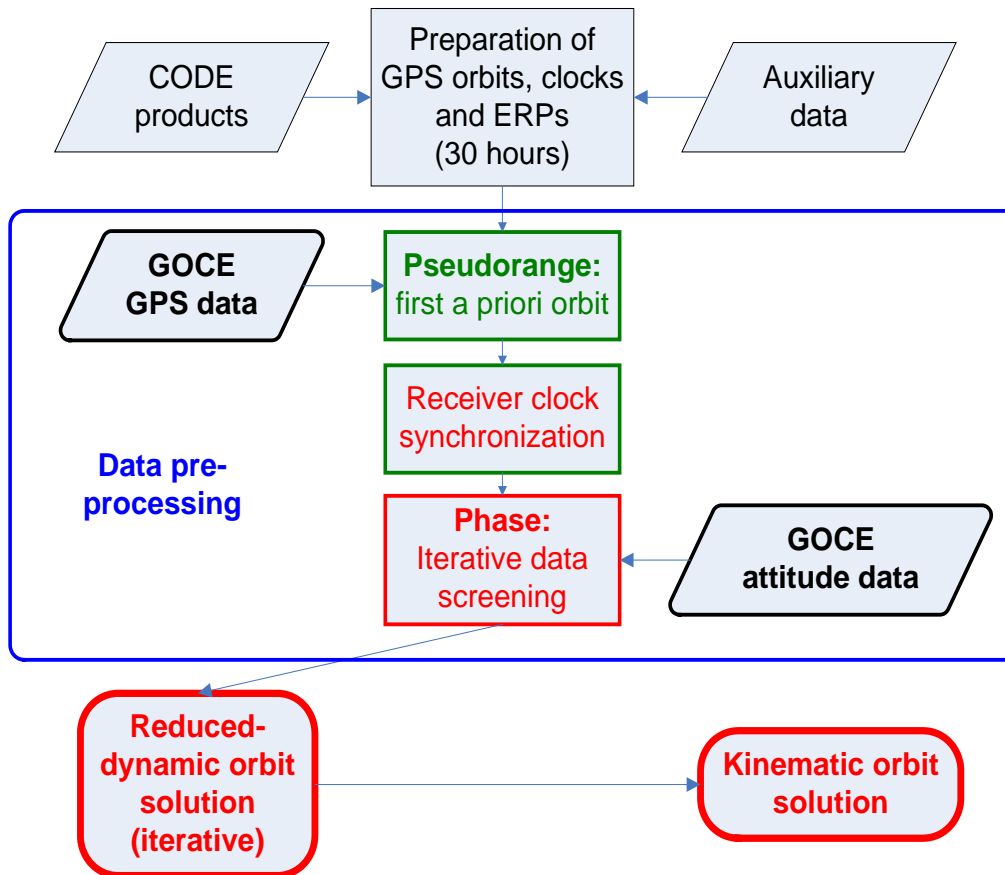 CODE
products
Preparation of
GPS orbits, clocks
and ERPs
(30 hours)
Auxiliary
data
GOCE
GPS data
Pseudorange:
first a priori orbit
Receiver clock
synchronization
Data pre-
processing
Phase:
Iterative data
screening
GOCE
attitude data
Reduced-
dynamic orbit
solution
(iterative)
Kinematic orbit
solution